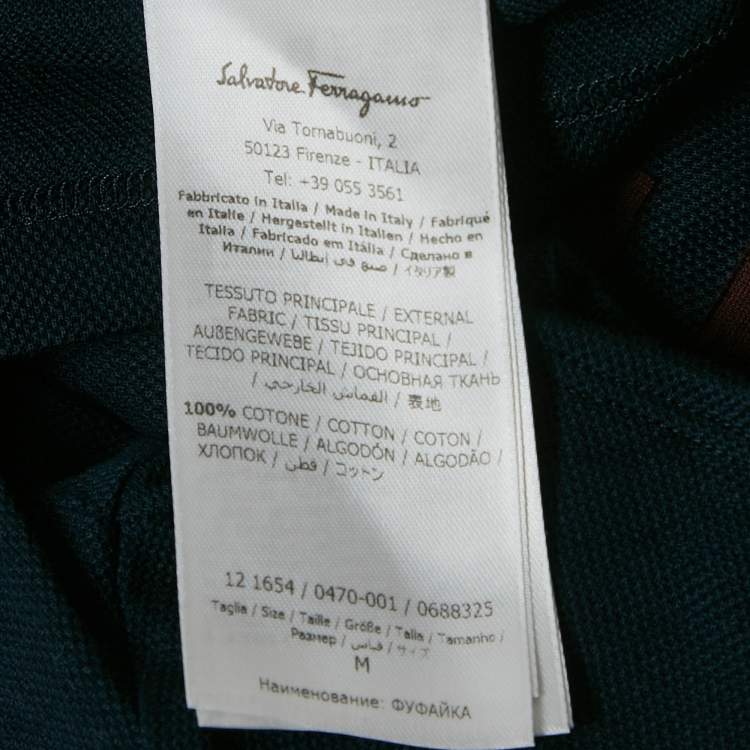 Salvatore Ferragamo
Via Tornabuoni, 2
50123 Firenze - ITALIA
Tel: +39 055 3561
Fabbricato in Italia / Made in Italy / Fabriqué
en Italie / Hergestellt in Italien / Hecho en
Italia / Fabricado em Itália / Сделано в
Италии / صنع في إيطاليا / イタリア製
TESSUTO PRINCIPALE / EXTERNAL
FABRIC / TISSU PRINCIPAL /
AUßENGEWEBE / TEJIDO PRINCIPAL /
TECIDO PRINCIPAL / ОСНОВНАЯ ТКАНЬ
/ القماش الخارجي / 表地
100% COTONE / COTTON / COTON /
BAUMWOLLE / ALGODÓN / ALGODÃO /
ХЛОПОК / قطن / コットン
12 1654 / 0470-001 / 0688325
Taglia / Size / Taille / Größe / Talla / Tamanho /
Размер / قياس / サイズ
M
Наименование: ФУФАЙКА